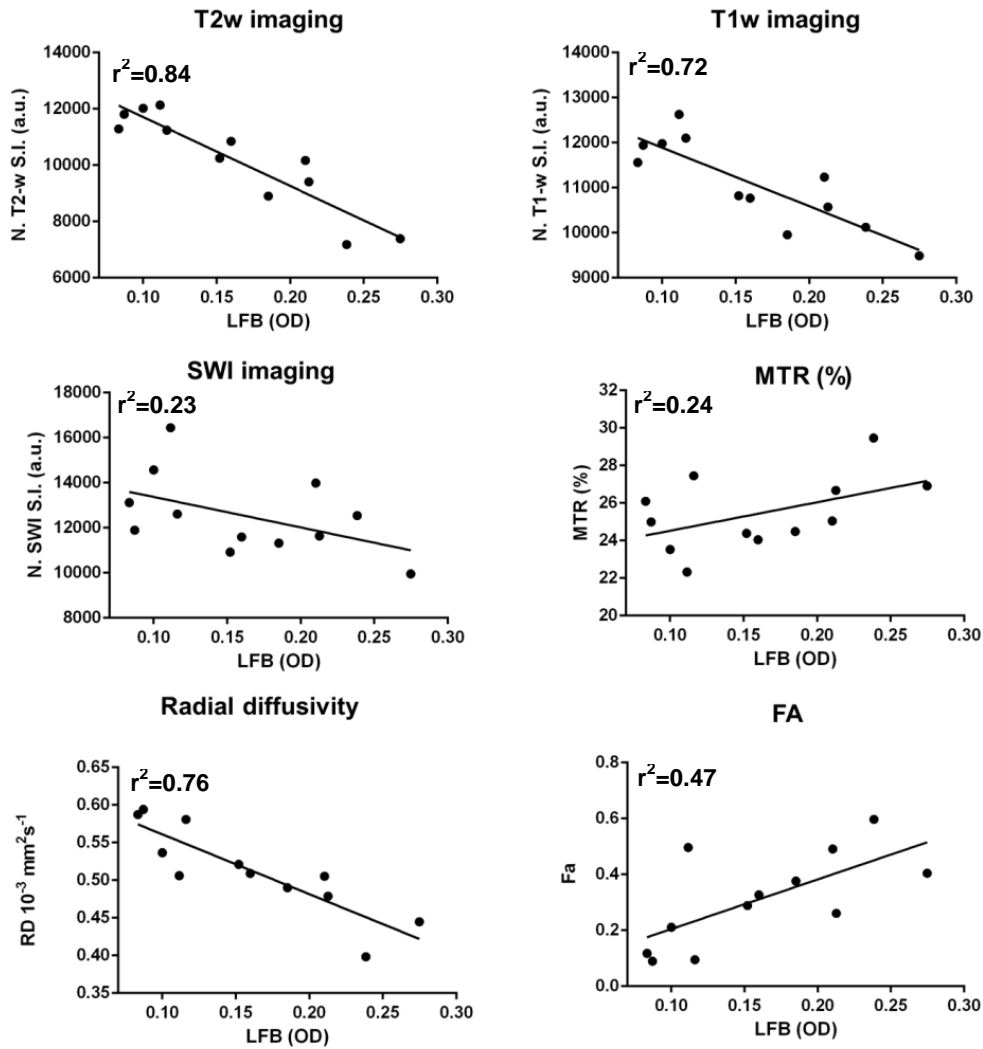 T2w imaging
r²=0.84
14000
12000
10000
8000
6000
N. T2-w S.I. (a.u.)
0.10 0.15 0.20 0.25 0.30
LFB (OD)
T1w imaging
r²=0.72
14000
13000
12000
11000
10000
9000
N. T1-w S.I. (a.u.)
0.10 0.15 0.20 0.25 0.30
LFB (OD)
SWI imaging
r²=0.23
18000
16000
14000
12000
10000
8000
N. SWI S.I. (a.u.)
0.10 0.15 0.20 0.25 0.30
LFB (OD)
MTR (%)
r²=0.24
32
30
28
26
24
22
20
MTR (%)
0.10 0.15 0.20 0.25 0.30
LFB (OD)
Radial diffusivity
r²=0.76
0.65
0.60
0.55
0.50
0.45
0.40
0.35
RD 10⁻³ mm²s⁻¹
0.10 0.15 0.20 0.25 0.30
LFB (OD)
FA
r²=0.47
0.8
0.6
0.4
0.2
0.0
Fa
0.10 0.15 0.20 0.25 0.30
LFB (OD)